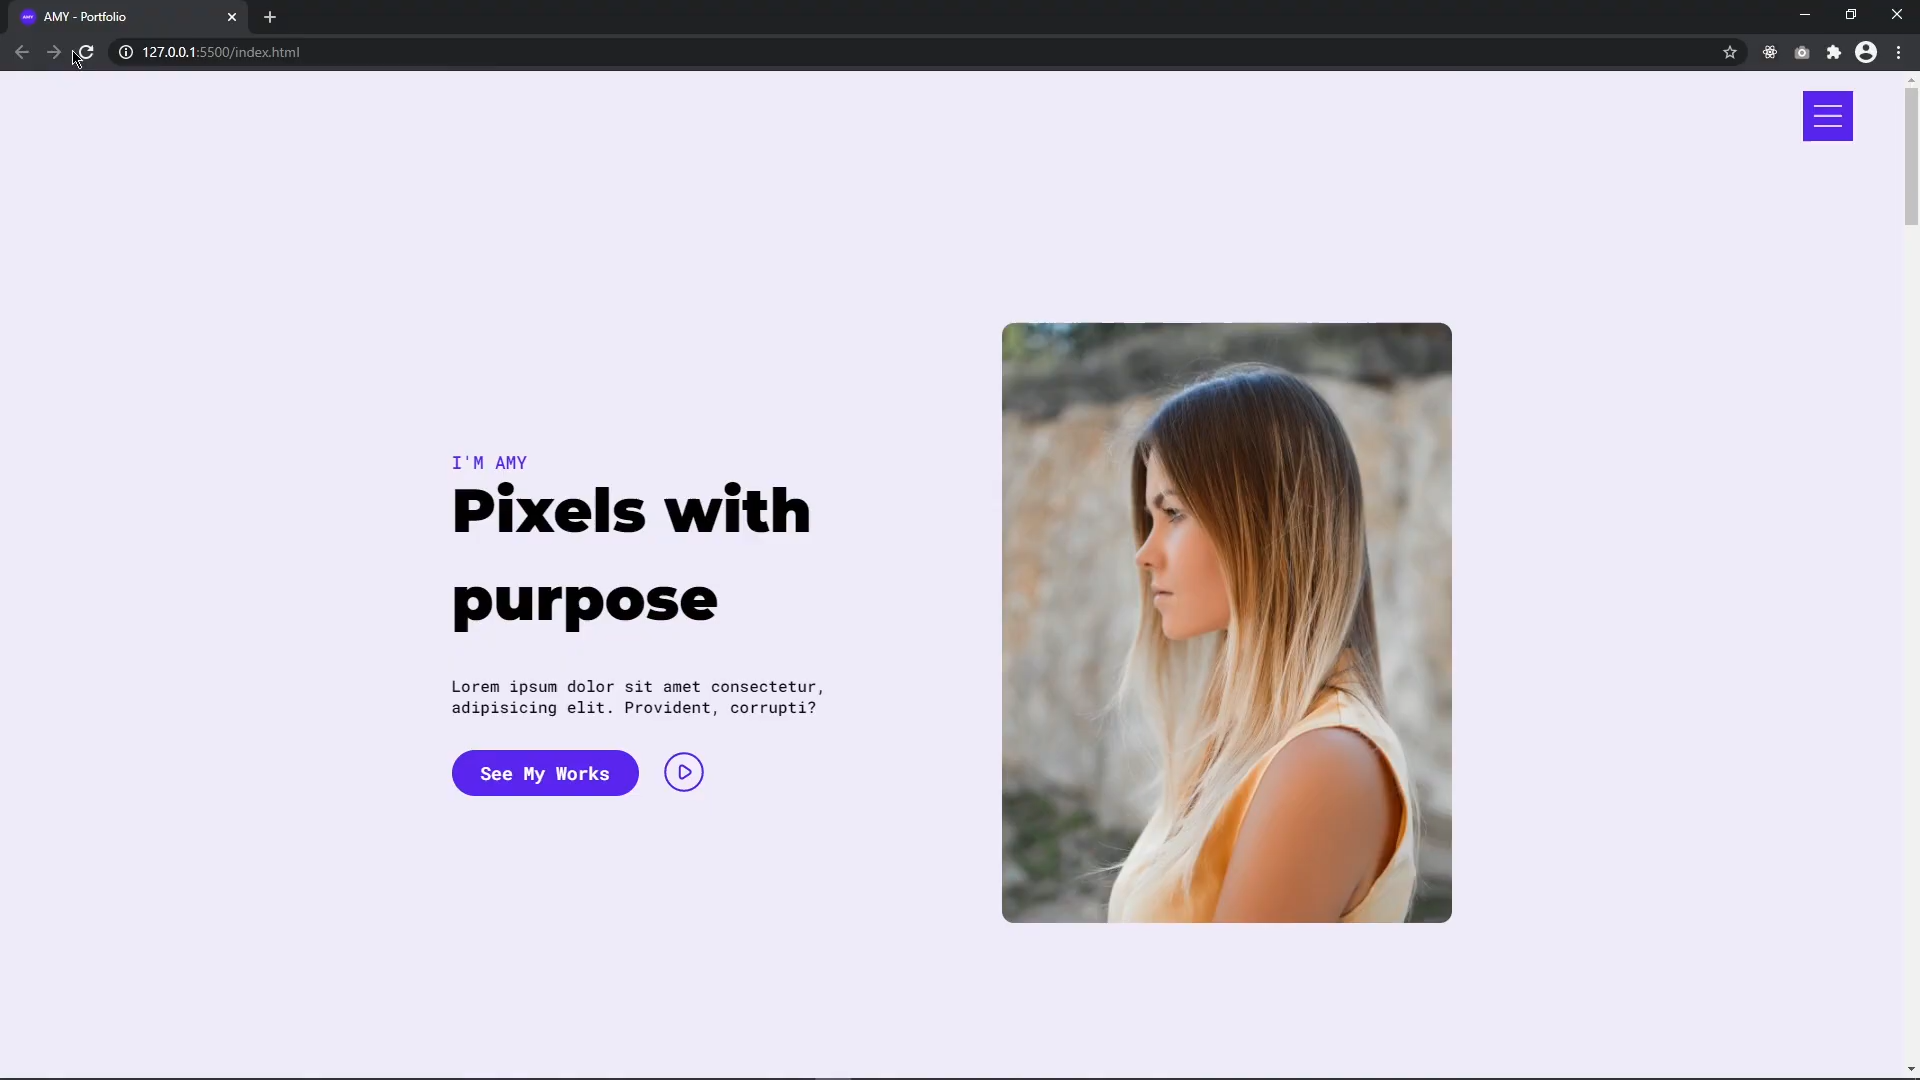 AMY - Portfolio
127.0.0.1:5500/index.html
I'M AMY
Pixels with
purpose
Lorem ipsum dolor sit amet consectetur,
adipisicing elit. Provident, corrupti?
See My Works